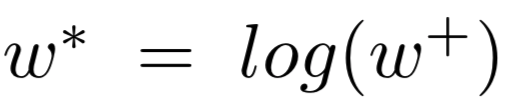 w* = log(w⁺)